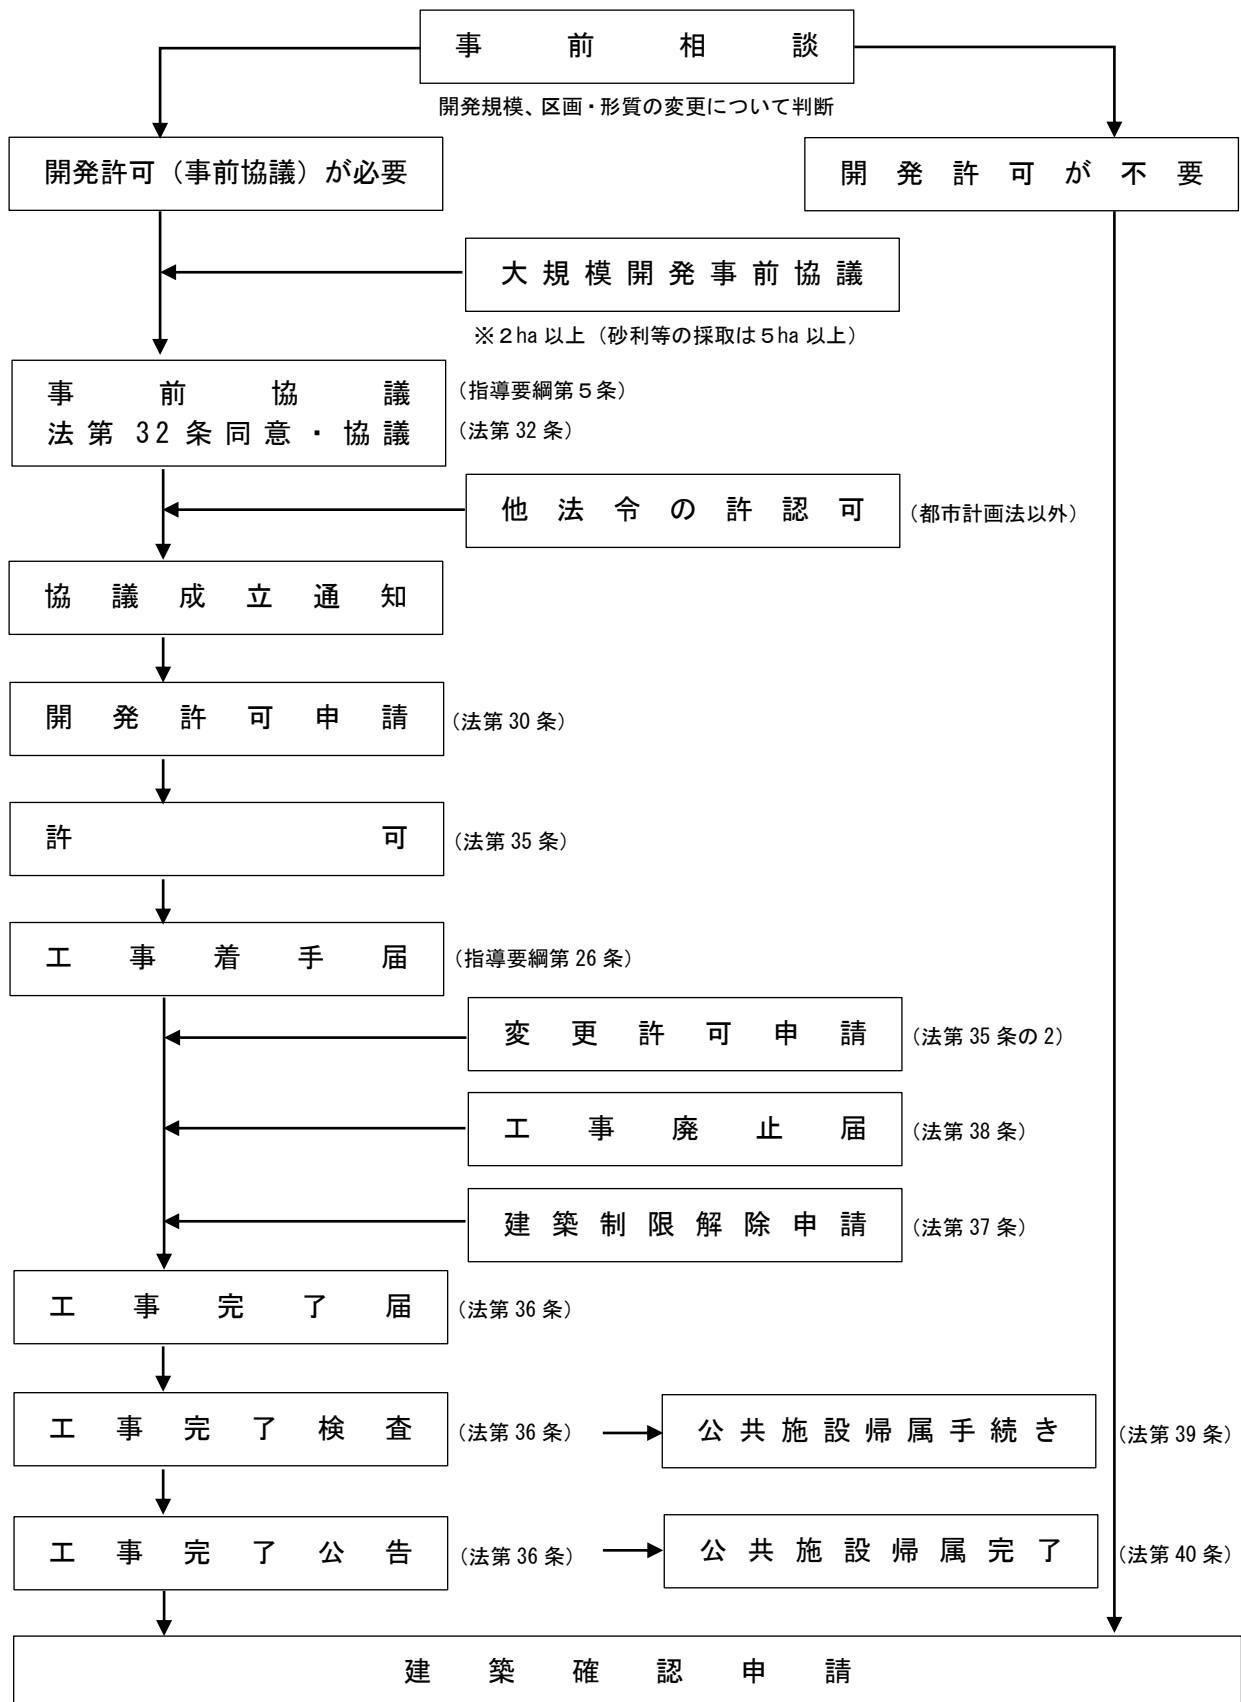 事前相談
開発規模、区画・形質の変更について判断
開発許可（事前協議）が必要
開発許可が不要
大規模開発事前協議
※２ha 以上（砂利等の採取は５ha 以上）
事前協議
（指導要綱第５条）
法第 32 条同意・協議
（法第 32 条）
他法令の許認可
（都市計画法以外）
協議成立通知
開発許可申請
（法第 30 条）
許可
（法第 35 条）
工事着手届
（指導要綱第 26 条）
変更許可申請
（法第 35 条の 2）
工事廃止届
（法第 38 条）
建築制限解除申請
（法第 37 条）
工事完了届
（法第 36 条）
工事完了検査
（法第 36 条）
公共施設帰属手続き
（法第 39 条）
工事完了公告
（法第 36 条）
公共施設帰属完了
（法第 40 条）
建築確認申請